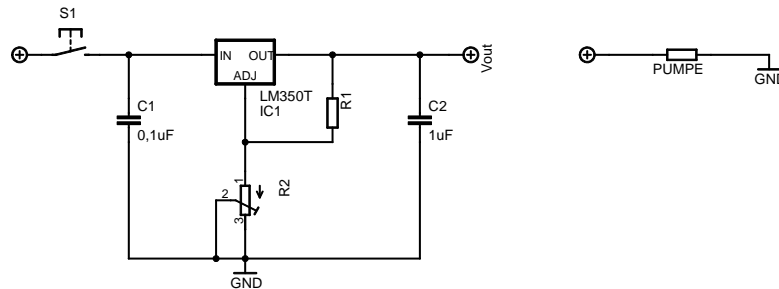 S1
IN OUT
ADJ
LM350T
IC1
Vout
C1
0,1uF
R1
C2
1uF
1
2
3
R2
GND
PUMPE
GND